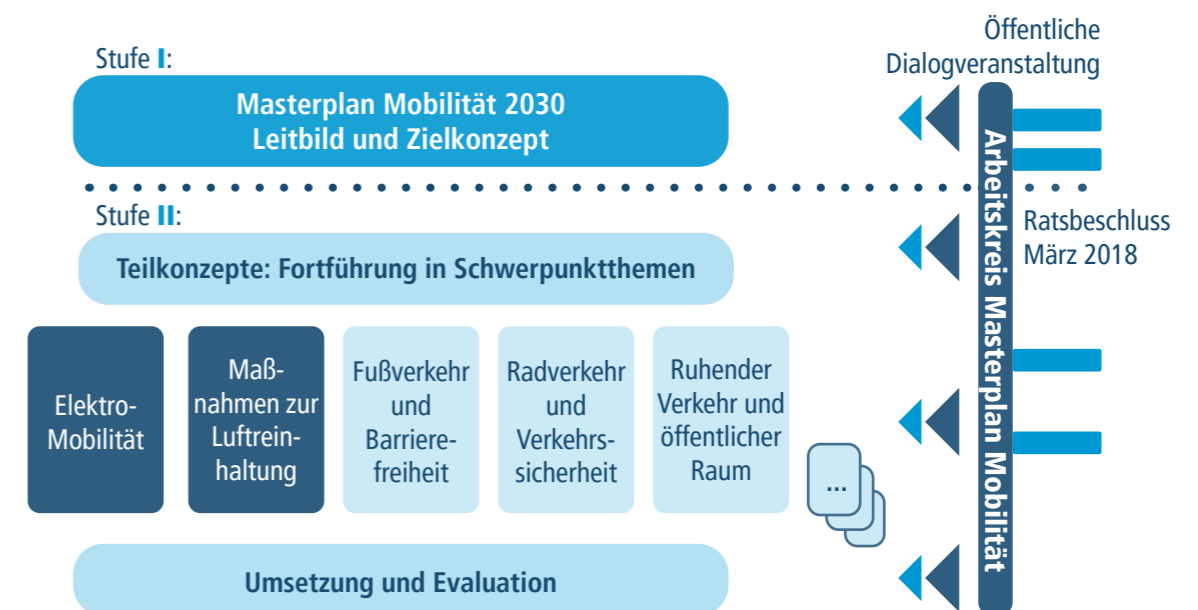 Stufe I:
Masterplan Mobilität 2030
Leitbild und Zielkonzept
Öffentliche
Dialogveranstaltung
Stufe II:
Ratsbeschluss
März 2018
Teilkonzepte: Fortführung in Schwerpunktthemen
Elektro-
Mobilität
Maß-
nahmen zur
Luftrein-
haltung
Fußverkehr
und
Barriere-
freiheit
Radverkehr
und
Verkehrs-
sicherheit
Ruhender
Verkehr und
öffentlicher
Raum
...
Umsetzung und Evaluation
Arbeitskreis Masterplan Mobilität